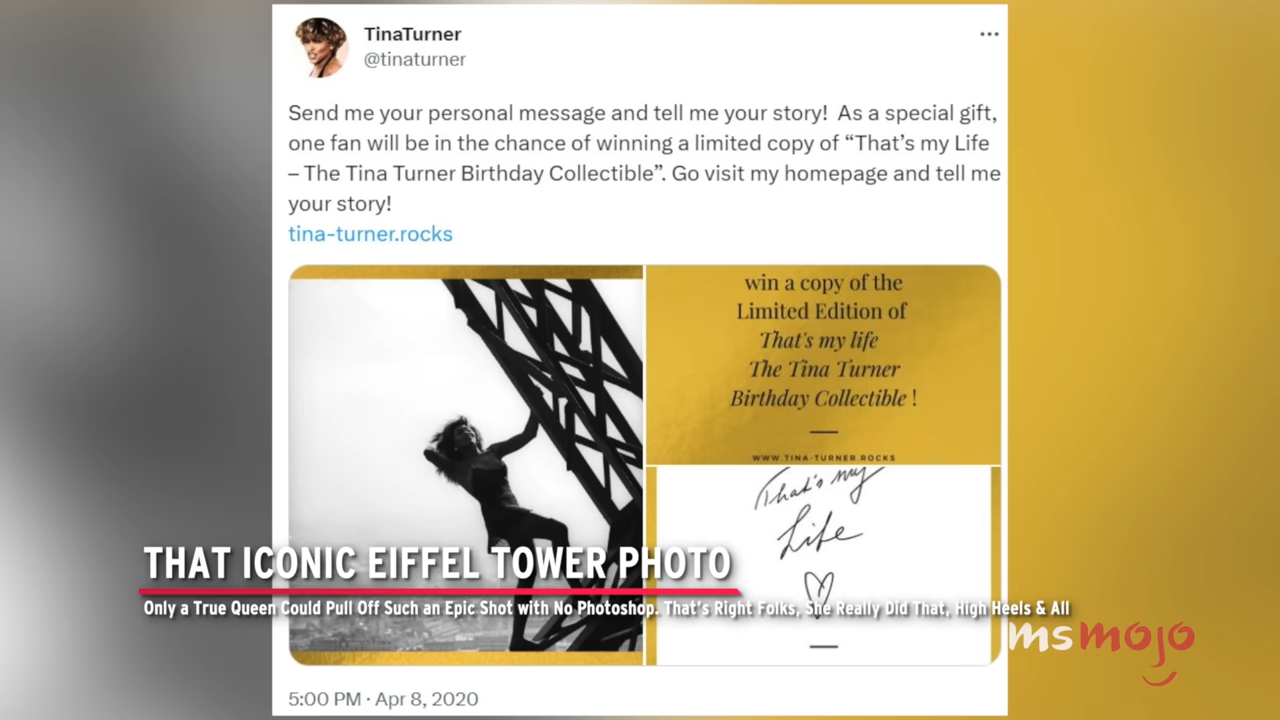 TinaTurner
@tinaturner
Send me your personal message and tell me your story!  As a special gift,
one fan will be in the chance of winning a limited copy of “That’s my Life
– The Tina Turner Birthday Collectible”. Go visit my homepage and tell me
your story!
tina-turner.rocks
win a copy of the
Limited Edition of
That's my life
The Tina Turner
Birthday Collectible !
WWW.TINA-TURNER.ROCKS
That's my
Life
THAT ICONIC EIFFEL TOWER PHOTO
Only a True Queen Could Pull Off Such an Epic Shot with No Photoshop. That's Right Folks, She Really Did That, High Heels & All
msmojo
5:00 PM · Apr 8, 2020